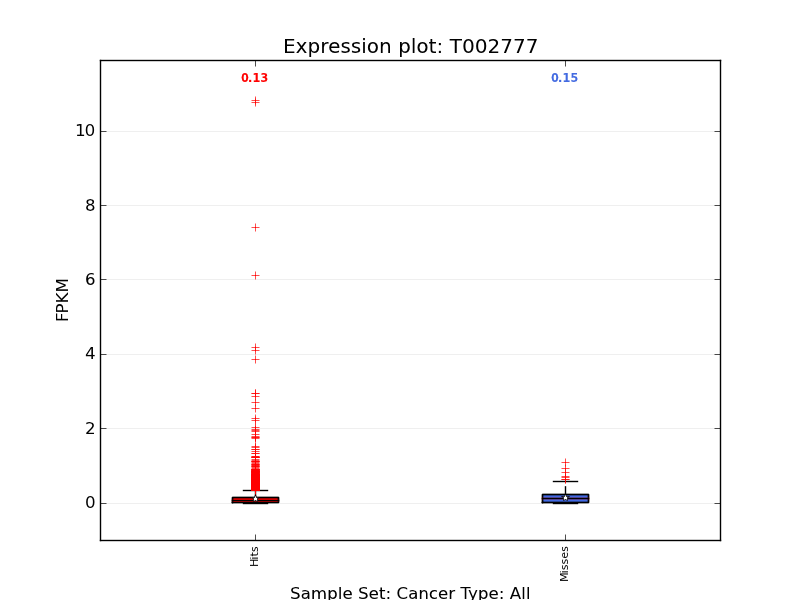 Expression plot: T002777
0.13
0.15
10
8
6
4
2
0
FPKM
Hits
Misses
Sample Set: Cancer Type: All